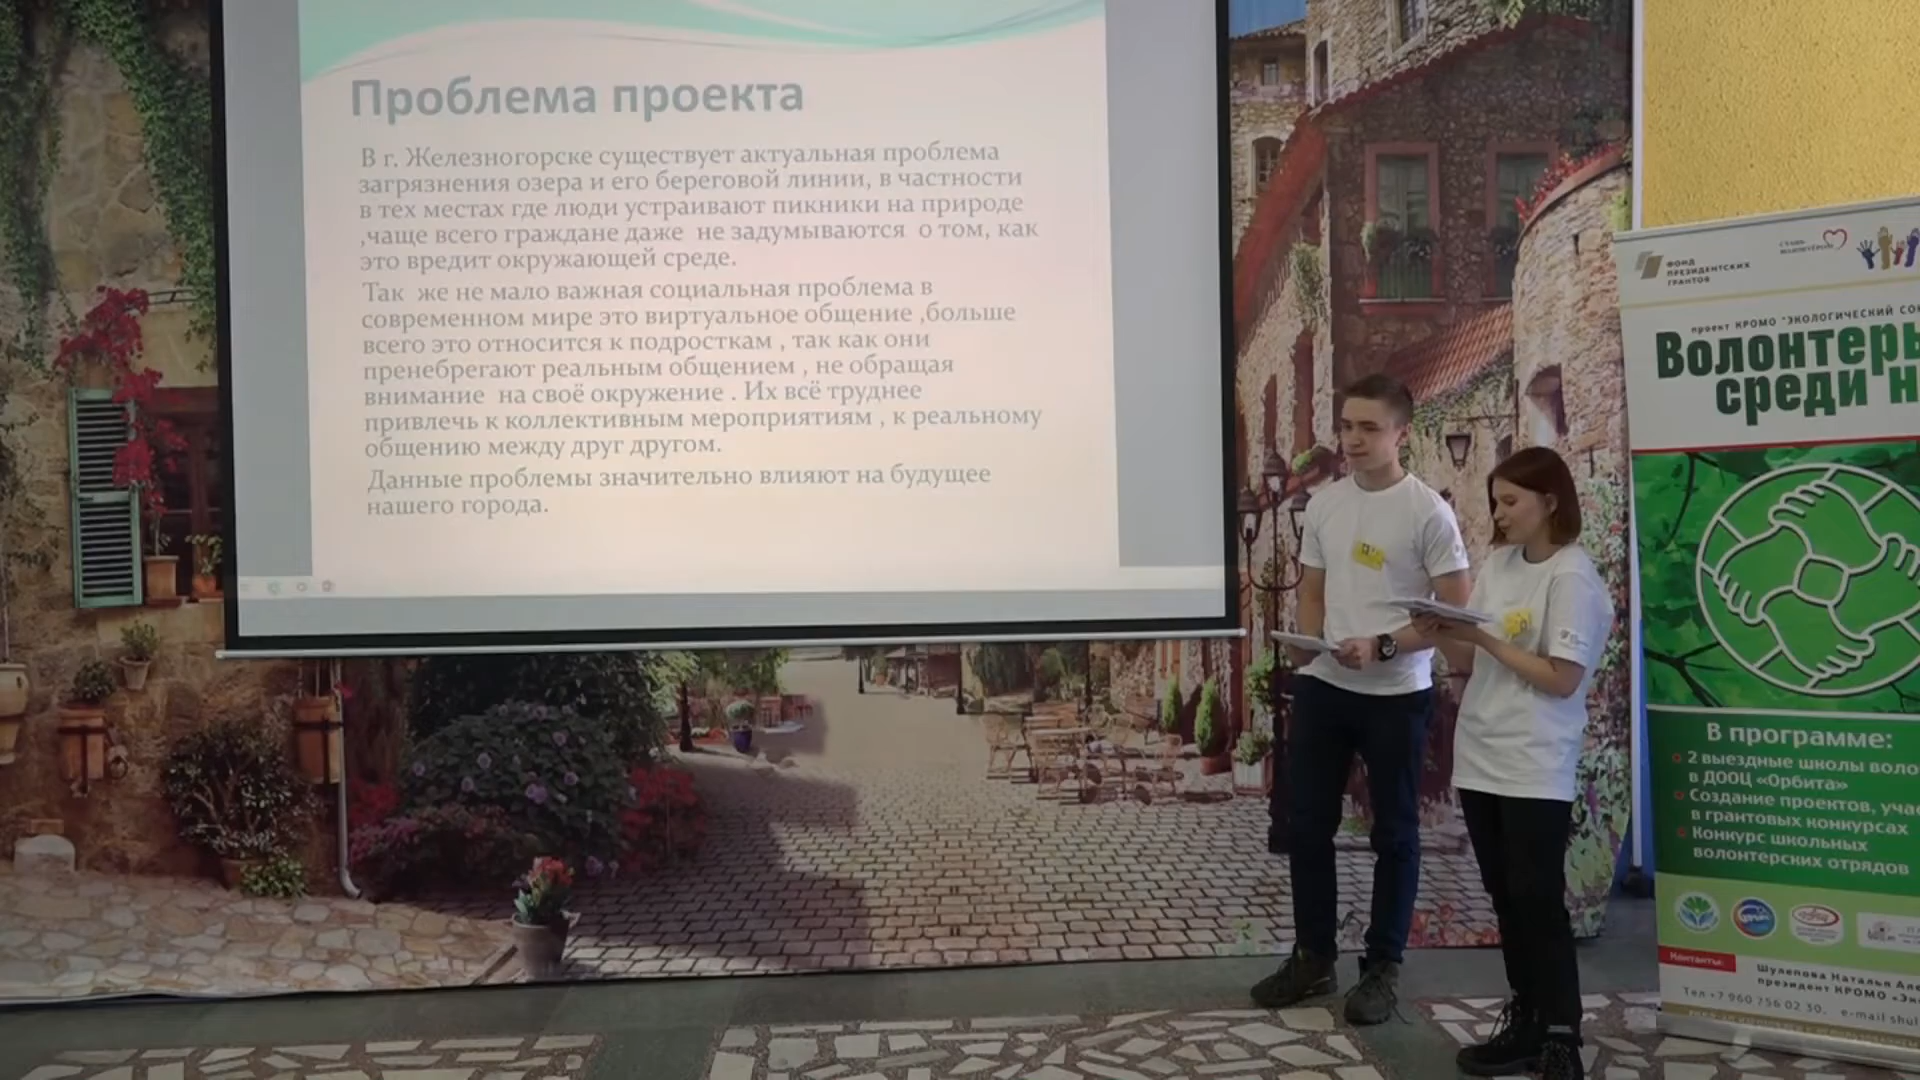 Проблема проекта
В г. Железногорске существует актуальная проблема
загрязнения озера и его береговой линии, в частности
в тех местах где люди устраивают пикники на природе
,чаще всего граждане даже не задумываются о том, как
это вредит окружающей среде.
Так же не мало важная социальная проблема в
современном мире это виртуальное общение ,больше
всего это относится к подросткам , так как они
пренебрегают реальным общением , не обращая
внимание на своё окружение . Их всё труднее
привлечь к коллективным мероприятиям , к реальному
общению между друг другом.
Данные проблемы значительно влияют на будущее
нашего города.
ФОНД
ПРЕЗИДЕНТСКИХ
ГРАНТОВ
проект КРОМО "ЭКОЛОГИЧЕСКИЙ СОЮ
Волонтеры
среди н
В программе:
2 выездные школы воло
в ДООЦ «Орбита»
Создание проектов, учас
в грантовых конкурсах
Конкурс школьных
волонтерских отрядов
Контакты:
Шулепова Наталья Але
президент КРОМО «Эк
Тел +7 960 756 02 30. e-mail shul